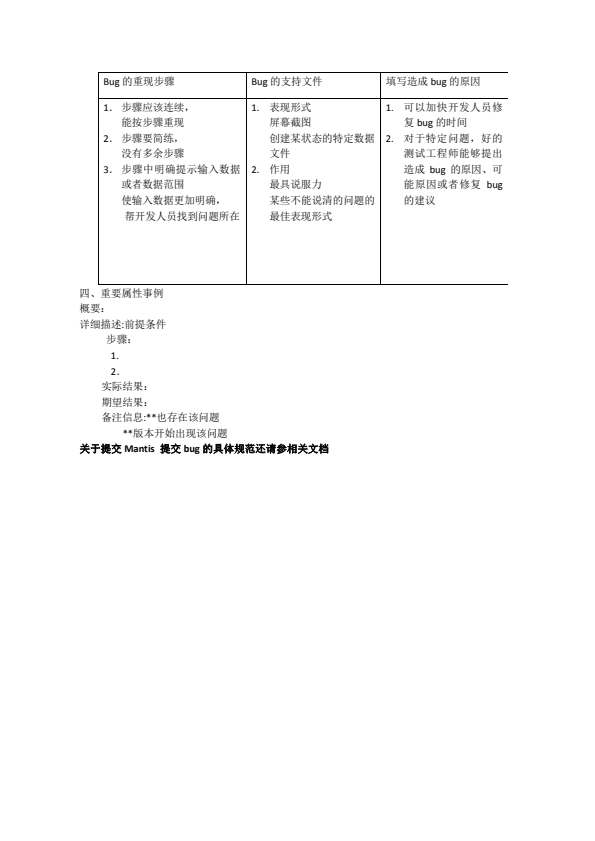 Bug 的重现步骤
Bug 的支持文件
填写造成 bug 的原因
1. 步骤应该连续，
能按步骤重现
2. 步骤要简练，
没有多余步骤
3. 步骤中明确提示输入数据
或者数据范围
使输入数据更加明确，
帮开发人员找到问题所在
1. 表现形式
屏幕截图
创建某状态的特定数据
文件
2. 作用
最具说服力
某些不能说清的问题的
最佳表现形式
1. 可以加快开发人员修
复 bug 的时间
2. 对于特定问题，好的
测试工程师能够提出
造成 bug 的原因、可
能原因或者修复 bug
的建议
四、重要属性事例
概要：
详细描述:前提条件
步骤：
1.
2.
实际结果：
期望结果：
备注信息:**也存在该问题
**版本开始出现该问题
关于提交 Mantis 提交 bug 的具体规范还请参相关文档